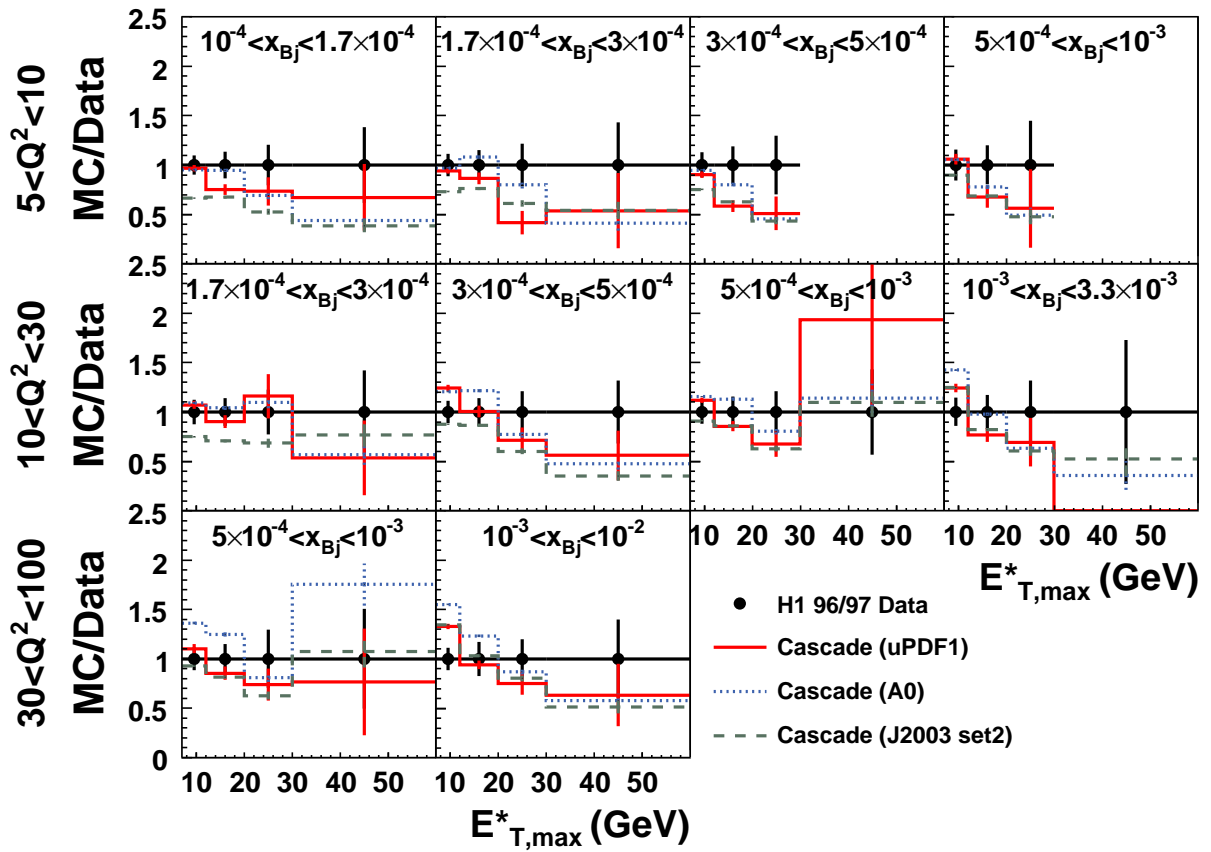 5<Q²<10
MC/Data
2.5
2
1.5
1
0.5
10⁻⁴<x_Bj<1.7×10⁻⁴
1.7×10⁻⁴<x_Bj<3×10⁻⁴
3×10⁻⁴<x_Bj<5×10⁻⁴
5×10⁻⁴<x_Bj<10⁻³
10<Q²<30
MC/Data
2.5
2
1.5
1
0.5
1.7×10⁻⁴<x_Bj<3×10⁻⁴
3×10⁻⁴<x_Bj<5×10⁻⁴
5×10⁻⁴<x_Bj<10⁻³
10⁻³<x_Bj<3.3×10⁻³
10 20 30 40 50
10 20 30 40 50
E*_T,max (GeV)
30<Q²<100
MC/Data
2.5
2
1.5
1
0.5
0
5×10⁻⁴<x_Bj<10⁻³
10⁻³<x_Bj<10⁻²
10 20 30 40 50
10 20 30 40 50
E*_T,max (GeV)
H1 96/97 Data
Cascade (uPDF1)
Cascade (A0)
Cascade (J2003 set2)